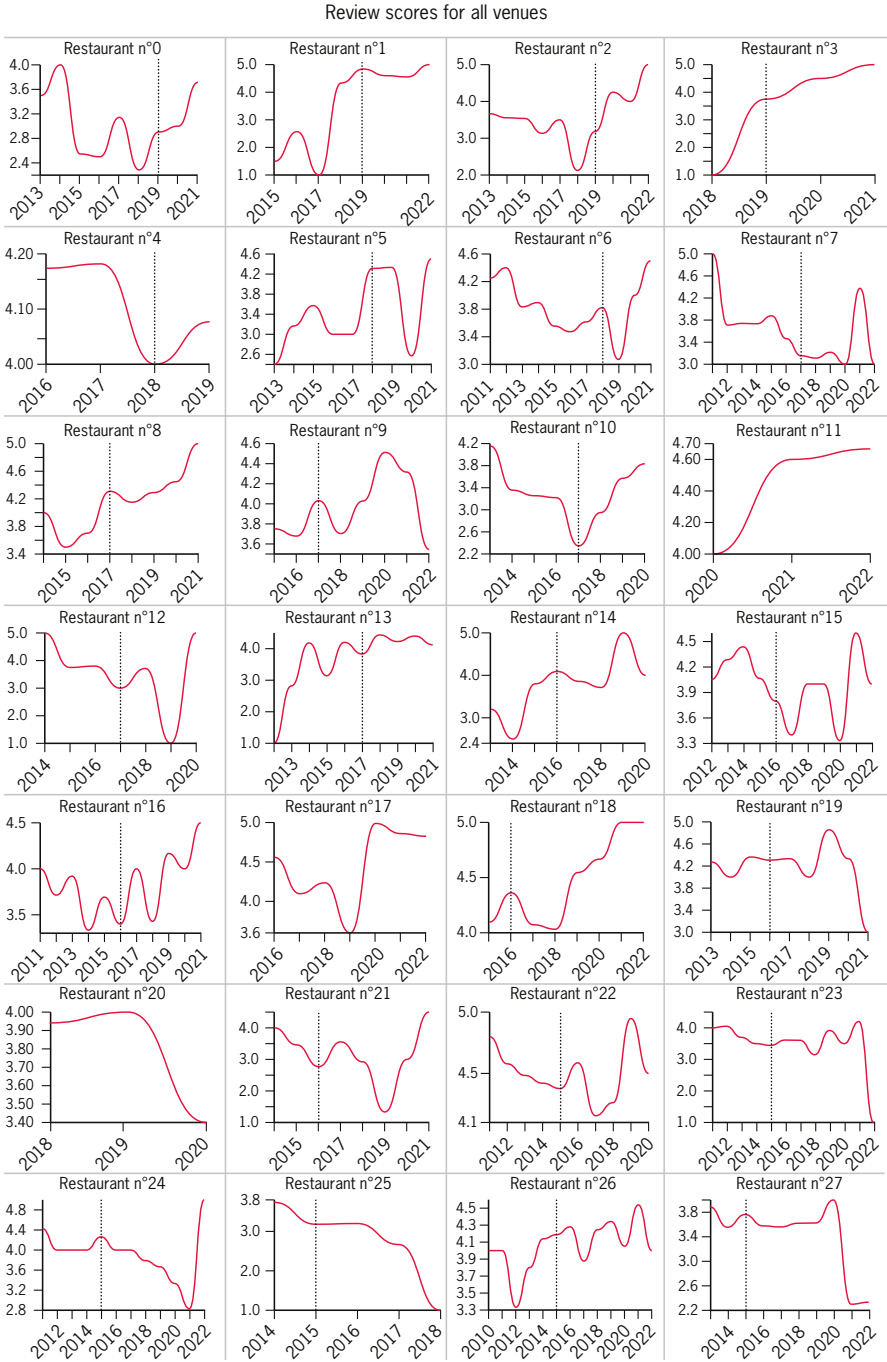 Review scores for all venues
Restaurant n°0
4.0
3.6
3.2
2.8
2.4
2013 2015 2017 2019 2021
Restaurant n°1
5.0
4.0
3.0
2.0
1.0
2015 2017 2019 2022
Restaurant n°2
5.0
4.0
3.0
2.0
2013 2015 2017 2019 2022
Restaurant n°3
5.0
4.0
3.0
2.0
1.0
2018 2019 2020 2021
Restaurant n°4
4.20
4.10
4.00
2016 2017 2018 2019
Restaurant n°5
4.6
4.2
3.8
3.4
3.0
2.6
2013 2015 2017 2019 2021
Restaurant n°6
4.6
4.2
3.8
3.4
3.0
2011 2013 2015 2017 2019 2021
Restaurant n°7
5.0
4.6
4.2
3.8
3.4
3.0
2012 2014 2016 2018 2020 2022
Restaurant n°8
5.0
4.6
4.2
3.8
3.4
2015 2017 2019 2021
Restaurant n°9
4.6
4.4
4.2
4.0
3.8
3.6
2016 2018 2020 2022
Restaurant n°10
4.2
3.8
3.4
3.0
2.6
2.2
2014 2016 2018 2020
Restaurant n°11
4.70
4.60
4.40
4.20
4.00
2020 2021 2022
Restaurant n°12
5.0
4.0
3.0
2.0
1.0
2014 2016 2018 2020
Restaurant n°13
4.0
3.0
2.0
1.0
2013 2015 2017 2019 2021
Restaurant n°14
5.0
4.0
3.0
2.4
2014 2016 2018 2020
Restaurant n°15
4.5
4.2
3.9
3.6
3.3
2012 2014 2016 2018 2020 2022
Restaurant n°16
4.5
4.0
3.5
2011 2013 2015 2017 2019 2021
Restaurant n°17
5.0
4.5
4.0
3.6
2016 2018 2020 2022
Restaurant n°18
5.0
4.5
4.0
2016 2018 2020 2022
Restaurant n°19
5.0
4.6
4.2
3.8
3.4
3.0
2013 2015 2017 2019 2021
Restaurant n°20
4.00
3.90
3.80
3.70
3.60
3.50
3.40
2018 2019 2020
Restaurant n°21
4.0
3.0
2.0
1.0
2015 2017 2019 2021
Restaurant n°22
5.0
4.5
4.1
2012 2014 2016 2018 2020
Restaurant n°23
4.0
3.0
2.0
1.0
2012 2014 2016 2018 2020 2022
Restaurant n°24
4.8
4.4
4.0
3.6
3.2
2.8
2012 2014 2016 2018 2020 2022
Restaurant n°25
3.8
3.0
2.0
1.0
2014 2015 2016 2017 2018
Restaurant n°26
4.5
4.3
4.1
3.9
3.7
3.5
3.3
2010 2012 2014 2016 2018 2020 2022
Restaurant n°27
3.8
3.4
3.0
2.6
2.2
2014 2016 2018 2020 2022